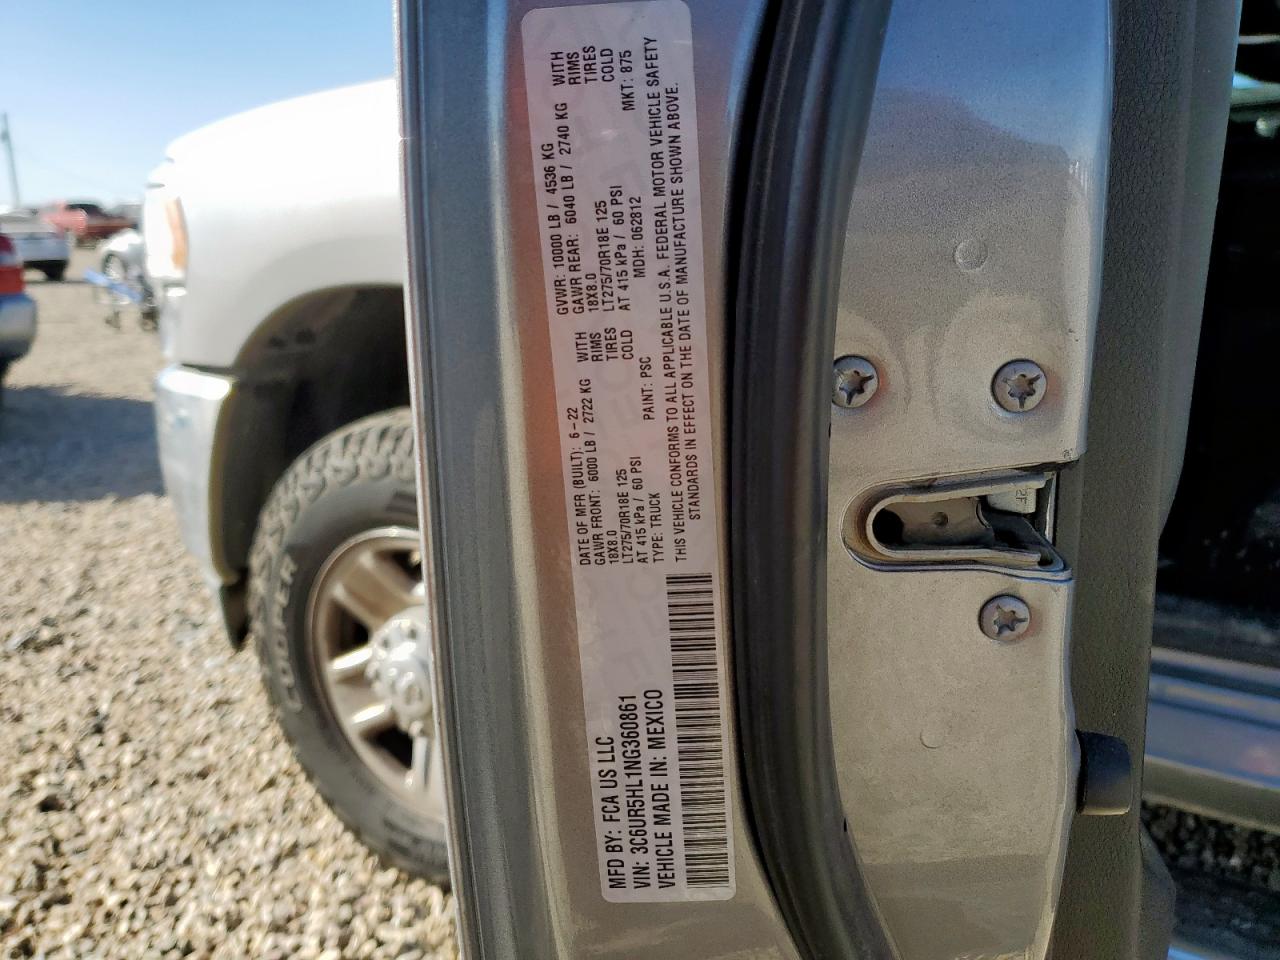 MFD BY: FCA US LLC
VIN: 3C6UR5HL1NG360861
VEHICLE MADE IN: MEXICO
DATE OF MFR (BUILT): 6-22
GAWR FRONT: 6000 LB / 2722 KG WITH
18X8.0 RIMS
LT275/70R18E 125 TIRES
AT 415 kPa / 60 PSI COLD
TYPE: TRUCK PAINT: PSC
GVWR: 10000 LB / 4536 KG
GAWR REAR: 6040 LB / 2740 KG WITH
18X8.0 RIMS
LT275/70R18E 125 TIRES
AT 415 kPa / 60 PSI COLD
MDH: 062812 MKT: 875
THIS VEHICLE CONFORMS TO ALL APPLICABLE U.S.A. FEDERAL MOTOR VEHICLE SAFETY
STANDARDS IN EFFECT ON THE DATE OF MANUFACTURE SHOWN ABOVE.
COOPER